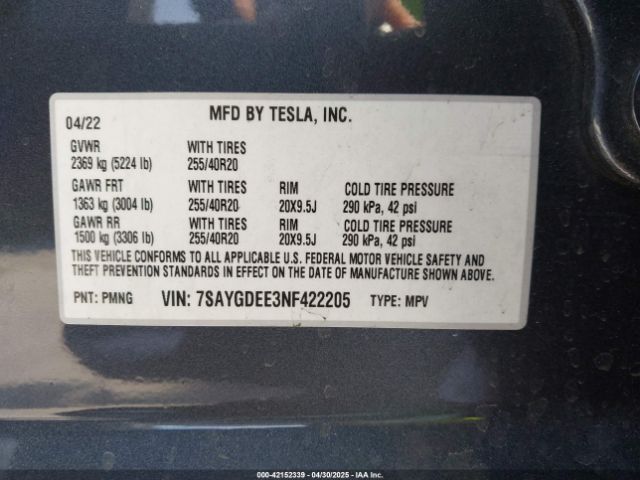 MFD BY TESLA, INC.
04/22
GVWR WITH TIRES
2369 kg (5224 lb) 255/40R20
GAWR FRT WITH TIRES RIM COLD TIRE PRESSURE
1363 kg (3004 lb) 255/40R20 20X9.5J 290 kPa, 42 psi
GAWR RR WITH TIRES RIM COLD TIRE PRESSURE
1500 kg (3306 lb) 255/40R20 20X9.5J 290 kPa, 42 psi
THIS VEHICLE CONFORMS TO ALL APPLICABLE U.S. FEDERAL MOTOR VEHICLE SAFETY AND
THEFT PREVENTION STANDARDS IN EFFECT ON THE DATE OF MANUFACTURE SHOWN ABOVE.
PNT: PMNG VIN: 7SAYGDEE3NF422205 TYPE: MPV
000-42152339 - 04/30/2025 - IAA Inc.